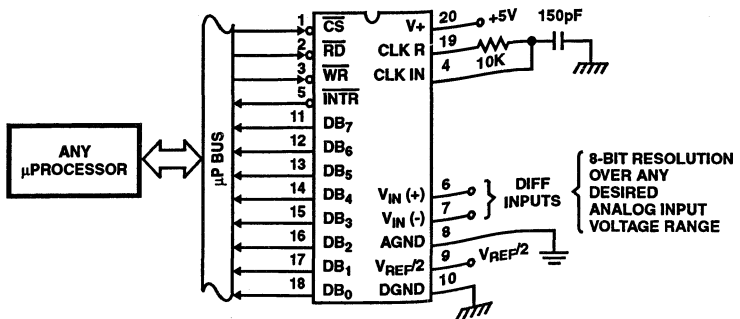 ANY
µPROCESSOR
µP BUS
1 CS
2 RD
3 WR
5 INTR
11 DB7
12 DB6
13 DB5
14 DB4
15 DB3
16 DB2
17 DB1
18 DB0
V+ 20 +5V
CLK R 19 10K 150pF
CLK IN 4
VIN (+) 6
VIN (-) 7
AGND 8
VREF/2 9 VREF/2
DGND 10
DIFF
INPUTS
8-BIT RESOLUTION
OVER ANY
DESIRED
ANALOG INPUT
VOLTAGE RANGE